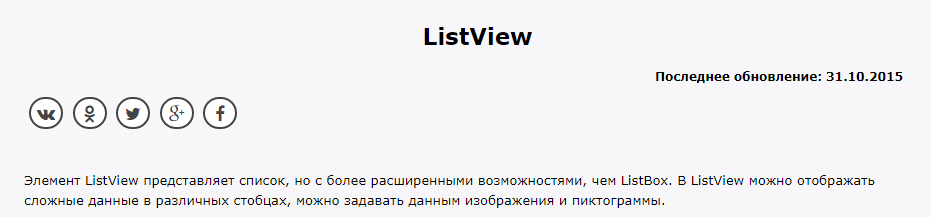 ListView
Последнее обновление: 31.10.2015
Элемент ListView представляет список, но с более расширенными возможностями, чем ListBox. В ListView можно отображать
сложные данные в различных стобцах, можно задавать данным изображения и пиктограммы.